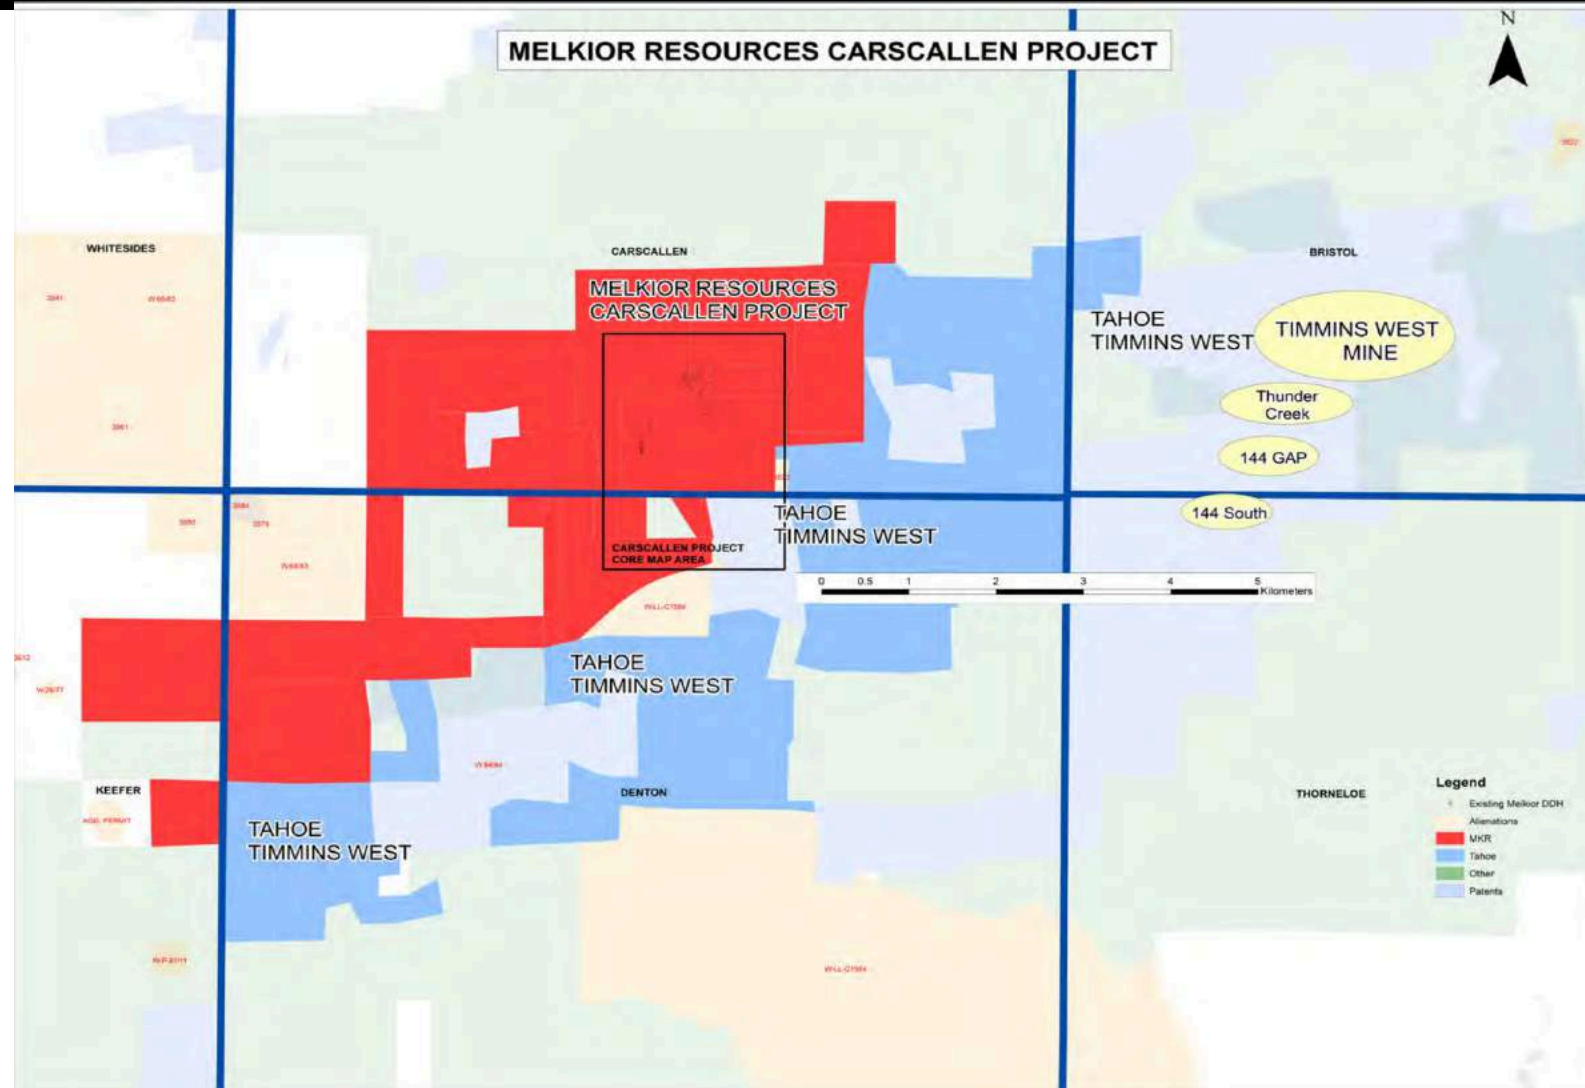 N
MELKIOR RESOURCES CARSCALLEN PROJECT
WHITESIDES
CARSCALLEN
BRISTOL
MELKIOR RESOURCES
CARSCALLEN PROJECT
TAHOE
TIMMINS WEST
TIMMINS WEST
MINE
Thunder
Creek
144 GAP
144 South
TAHOE
TIMMINS WEST
CARSCALLEN PROJECT
CORE MAP AREA
0 0.5 1 2 3 4 5
Kilometers
TAHOE
TIMMINS WEST
KEEFER
DENTON
THORNELOE
AGG. PERMIT
TAHOE
TIMMINS WEST
Legend
Existing Melkior DDH
Alienations
MKR
Tahoe
Other
Patents